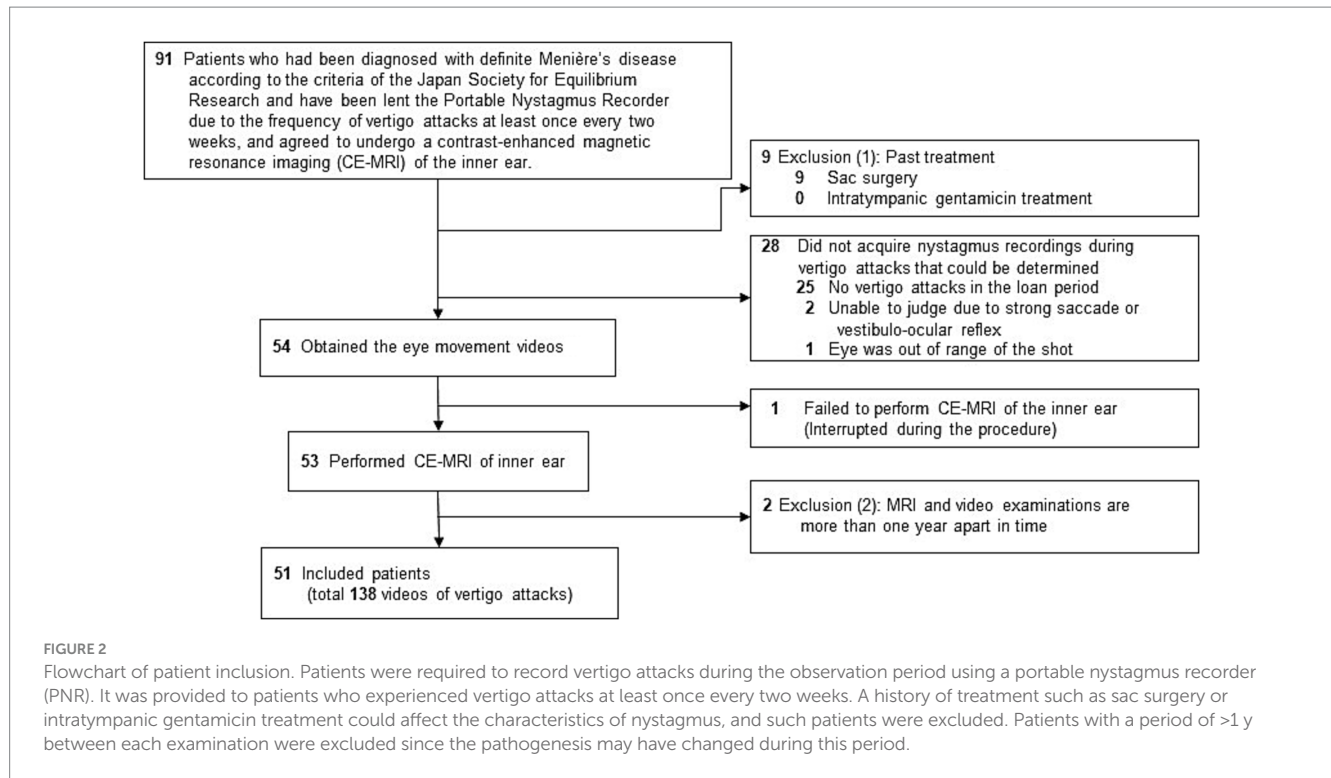 91 Patients who had been diagnosed with definite Menière's disease
according to the criteria of the Japan Society for Equilibrium
Research and have been lent the Portable Nystagmus Recorder
due to the frequency of vertigo attacks at least once every two
weeks, and agreed to undergo a contrast-enhanced magnetic
resonance imaging (CE-MRI) of the inner ear.
9 Exclusion (1): Past treatment
9 Sac surgery
0 Intratympanic gentamicin treatment
28 Did not acquire nystagmus recordings during
vertigo attacks that could be determined
25 No vertigo attacks in the loan period
2 Unable to judge due to strong saccade or
vestibulo-ocular reflex
1 Eye was out of range of the shot
54 Obtained the eye movement videos
1 Failed to perform CE-MRI of the inner ear
(Interrupted during the procedure)
53 Performed CE-MRI of inner ear
2 Exclusion (2): MRI and video examinations are
more than one year apart in time
51 Included patients
(total 138 videos of vertigo attacks)
FIGURE 2
Flowchart of patient inclusion. Patients were required to record vertigo attacks during the observation period using a portable nystagmus recorder
(PNR). It was provided to patients who experienced vertigo attacks at least once every two weeks. A history of treatment such as sac surgery or
intratympanic gentamicin treatment could affect the characteristics of nystagmus, and such patients were excluded. Patients with a period of >1 y
between each examination were excluded since the pathogenesis may have changed during this period.